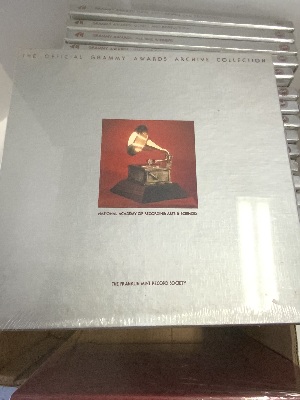 THE OFFICIAL GRAMMY AWARDS ARCHIVE COLLECTION
NATIONAL ACADEMY OF RECORDING ARTS & SCIENCES
THE FRANKLIN MINT RECORD SOCIETY